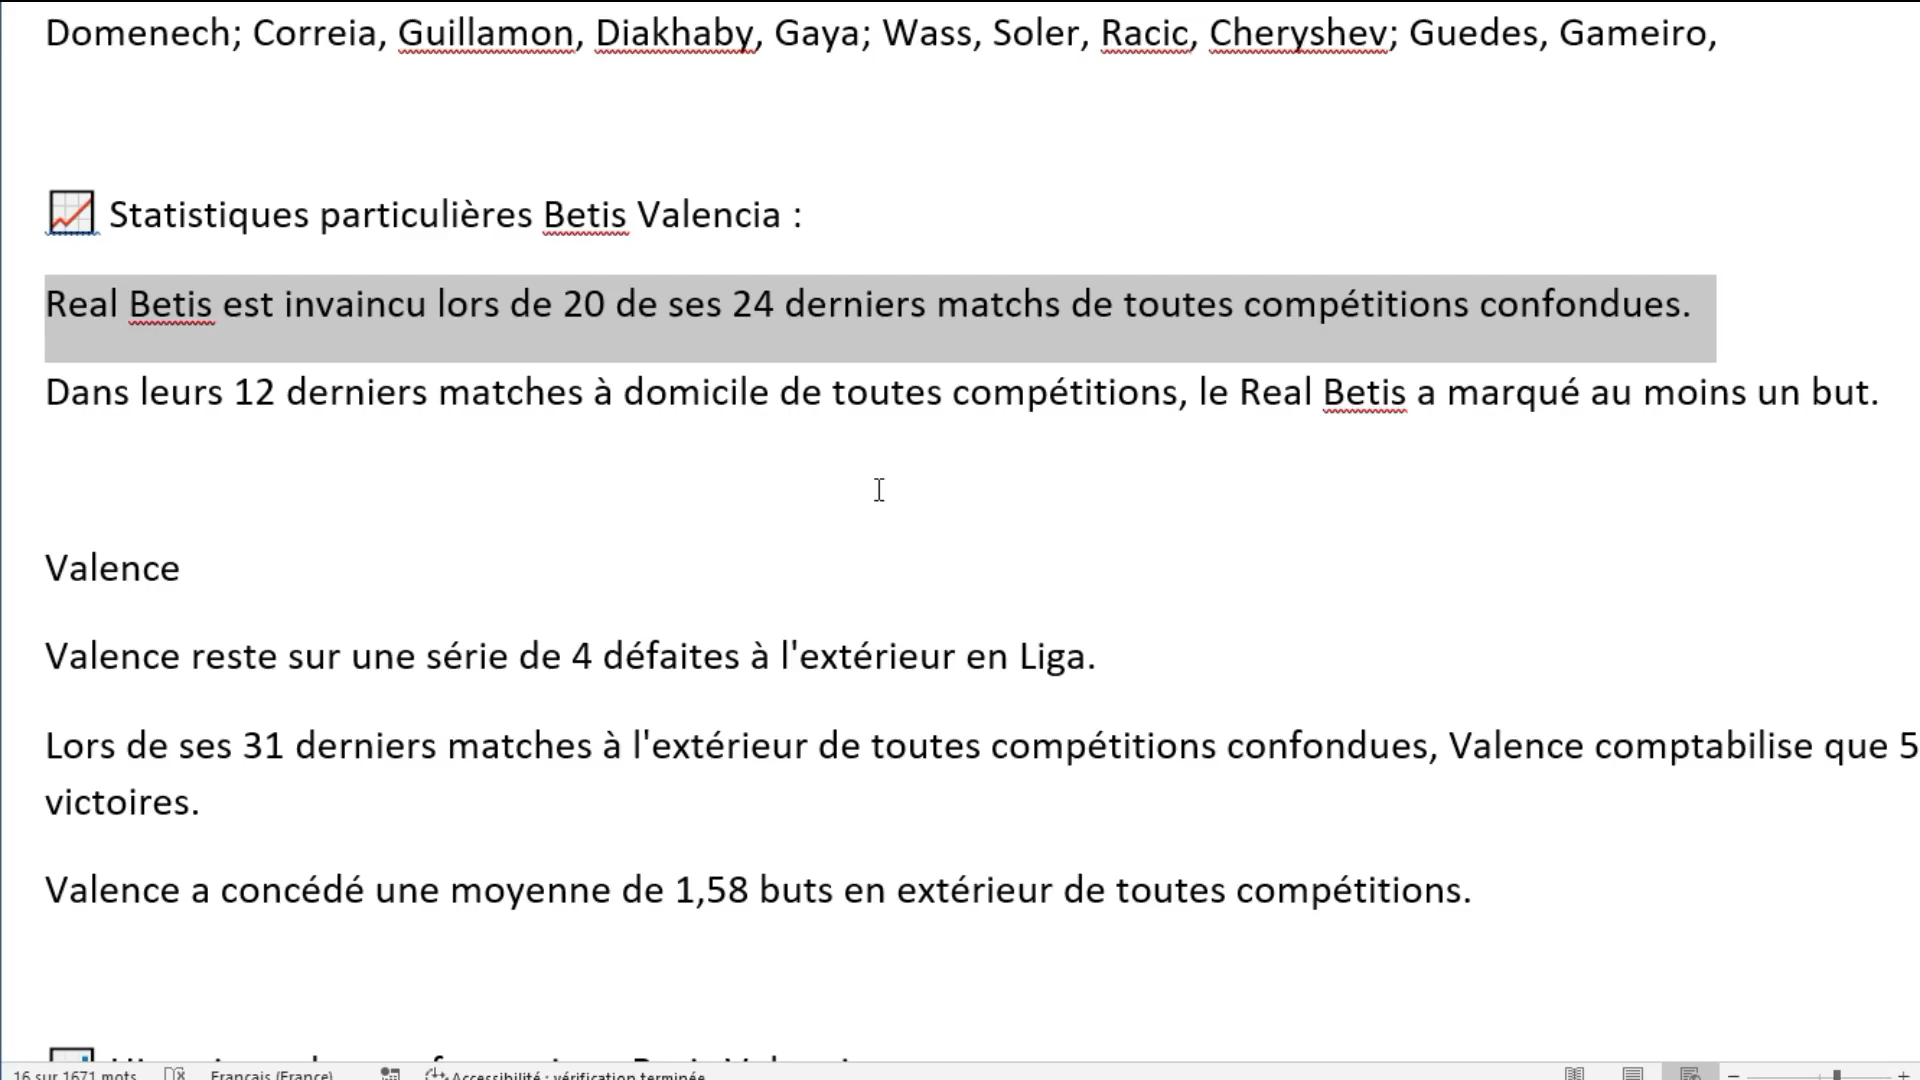 Domenech; Correia, Guillamon, Diakhaby, Gaya; Wass, Soler, Racic, Cheryshev; Guedes, Gameiro,
Statistiques particulières Betis Valencia :
Real Betis est invaincu lors de 20 de ses 24 derniers matchs de toutes compétitions confondues.
Dans leurs 12 derniers matches à domicile de toutes compétitions, le Real Betis a marqué au moins un but.
Valence
Valence reste sur une série de 4 défaites à l'extérieur en Liga.
Lors de ses 31 derniers matches à l'extérieur de toutes compétitions confondues, Valence comptabilise que 5
victoires.
Valence a concédé une moyenne de 1,58 buts en extérieur de toutes compétitions.
16 sur 1671 mots Français (France) Accessibilité : vérification terminée